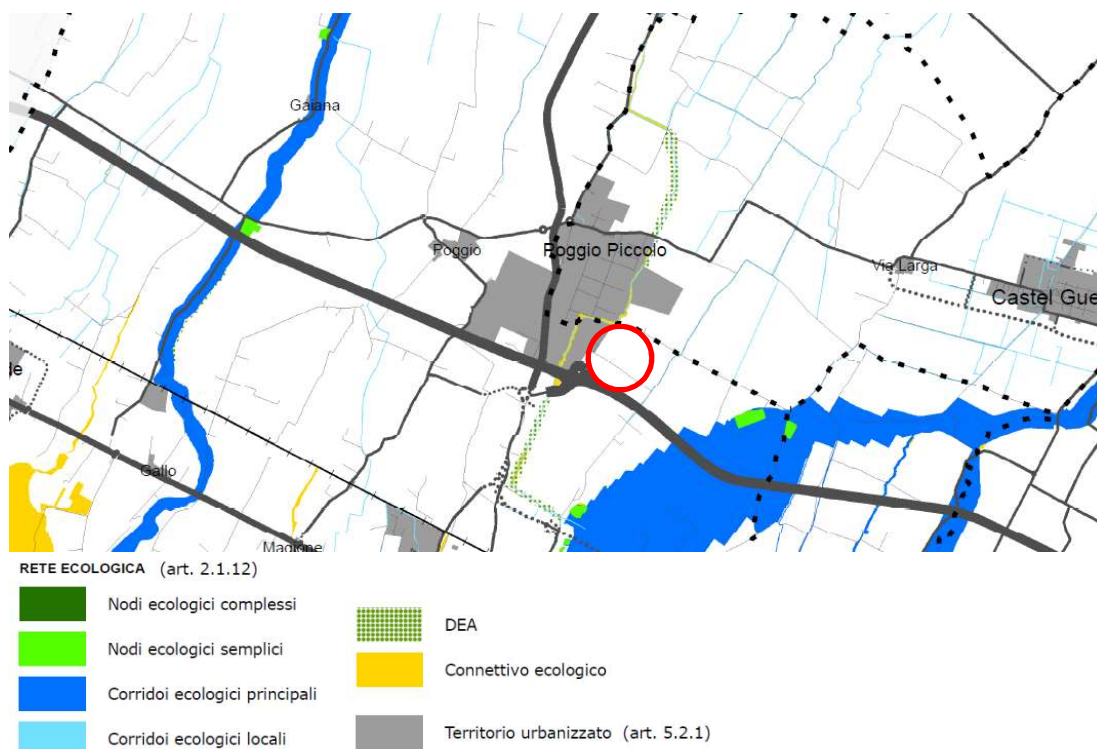 Gaiana
Poggio
Poggio Piccolo
Via Larga
Castel Gue
de
Gallo
Magione
RETE ECOLOGICA (art. 2.1.12)
Nodi ecologici complessi
Nodi ecologici semplici
Corridoi ecologici principali
Corridoi ecologici locali
DEA
Connettivo ecologico
Territorio urbanizzato (art. 5.2.1)